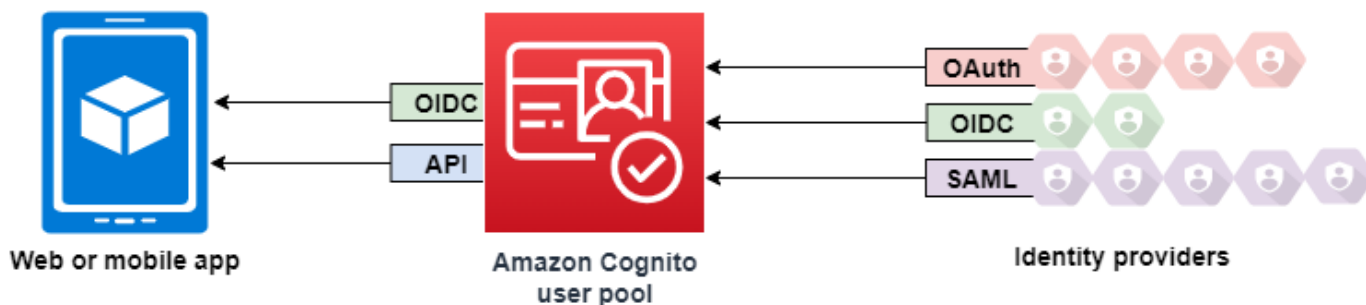 OAuth
OIDC
OIDC
API
SAML
Web or mobile app
Amazon Cognito
user pool
Identity providers